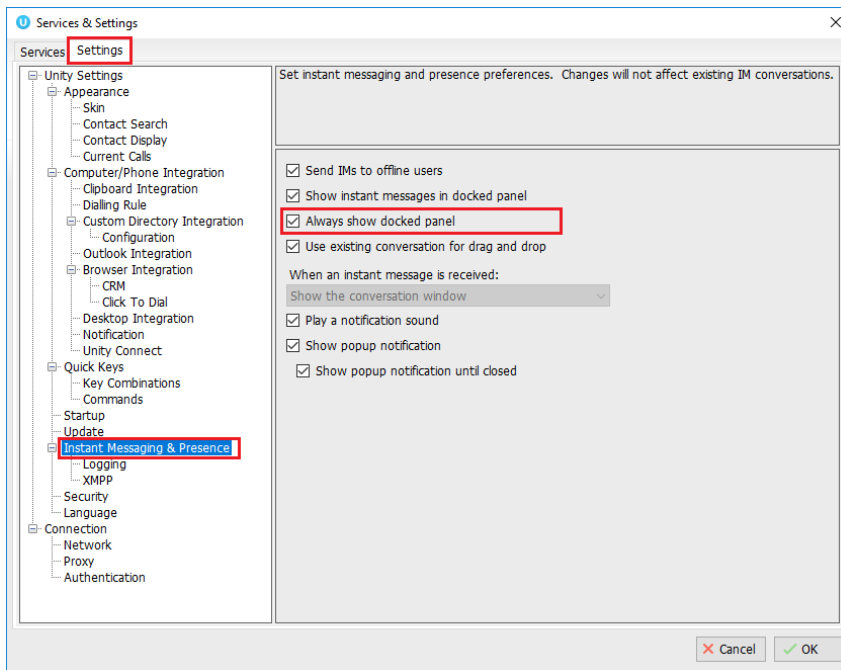 Services & Settings
Services
Settings
Unity Settings
Appearance
Skin
Contact Search
Contact Display
Current Calls
Computer/Phone Integration
Clipboard Integration
Dialling Rule
Custom Directory Integration
Configuration
Outlook Integration
Browser Integration
CRM
Click To Dial
Desktop Integration
Notification
Unity Connect
Quick Keys
Key Combinations
Commands
Startup
Update
Instant Messaging & Presence
Logging
XMPP
Security
Language
Connection
Network
Proxy
Authentication
Set instant messaging and presence preferences. Changes will not affect existing IM conversations.
Send IMs to offline users
Show instant messages in docked panel
Always show docked panel
Use existing conversation for drag and drop
When an instant message is received:
Show the conversation window
Play a notification sound
Show popup notification
Show popup notification until closed
Cancel
OK